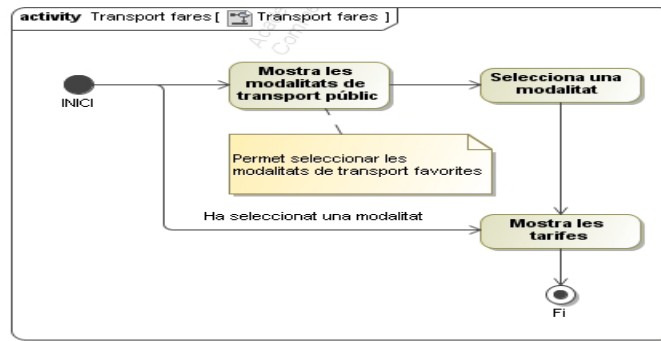 activity Transport fares [ Transport fares ]
INICI
Mostra les
modalitats de
transport públic
Selecciona una
modalitat
Permet seleccionar les
modalitats de transport favorites
Ha seleccionat una modalitat
Mostra les
tarifes
Fi